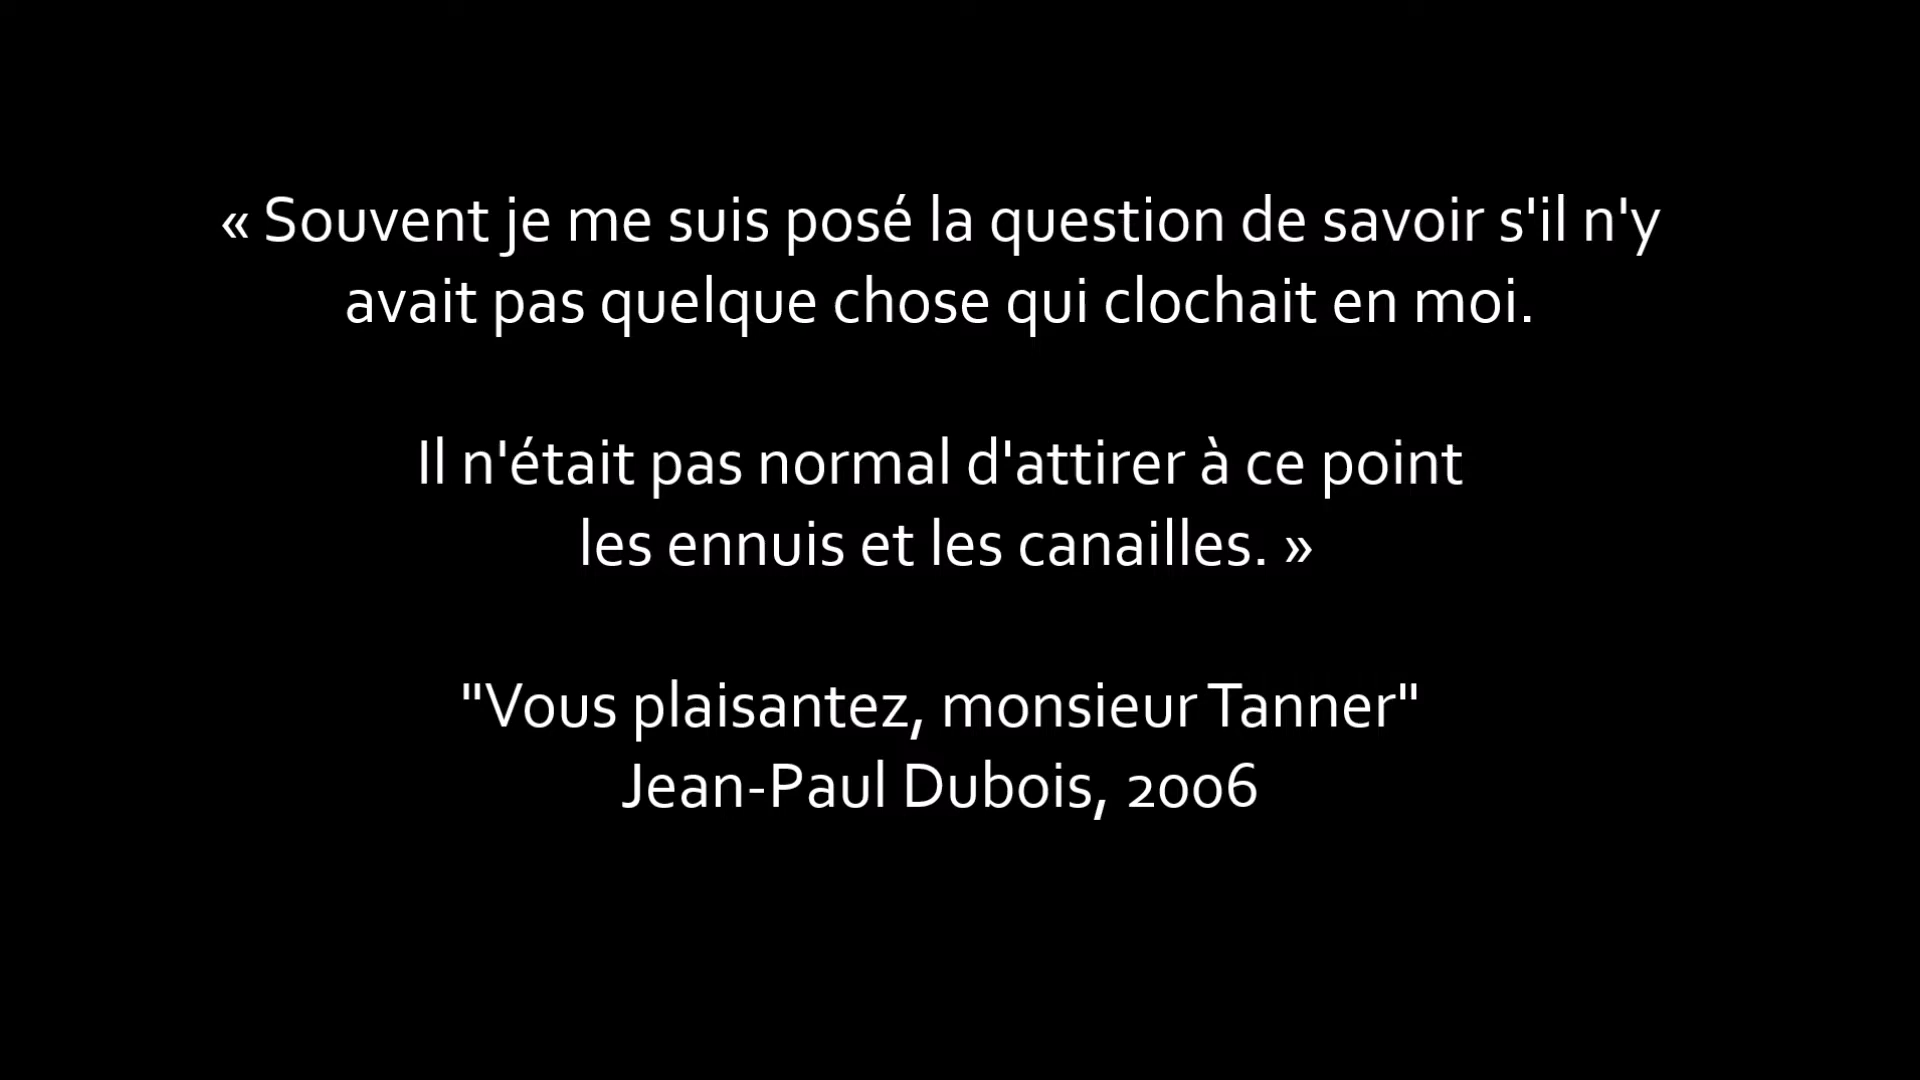 « Souvent je me suis posé la question de savoir s'il n'y
avait pas quelque chose qui clochait en moi.
Il n'était pas normal d'attirer à ce point
les ennuis et les canailles. »
"Vous plaisantez, monsieur Tanner"
Jean-Paul Dubois, 2006